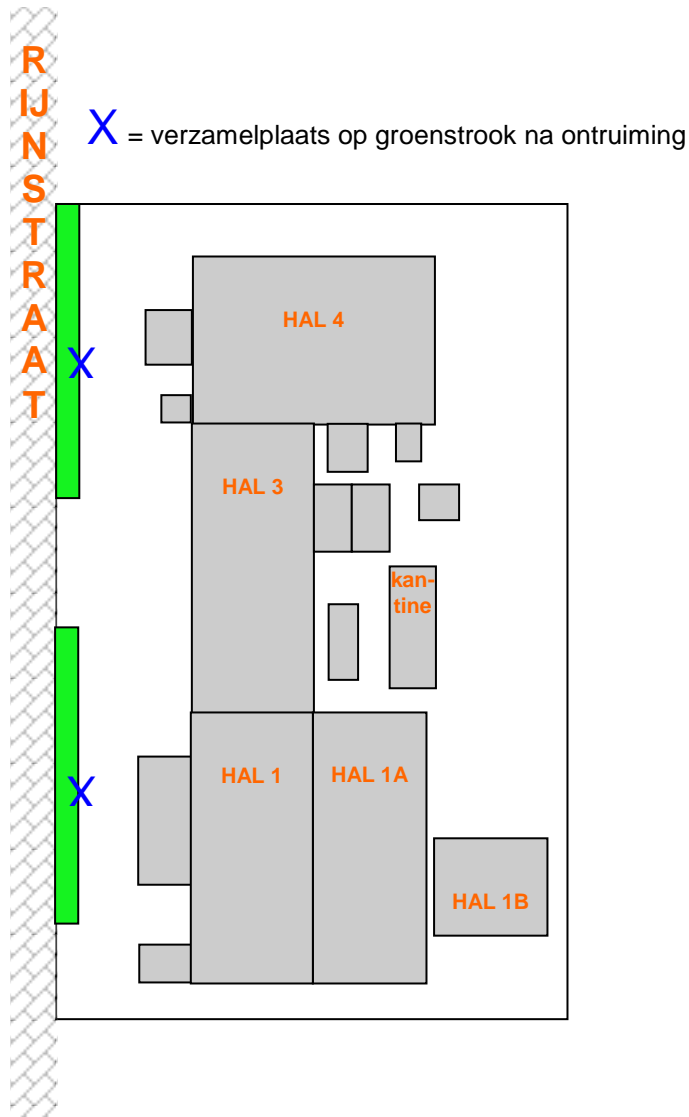 RIJNSTRAAT
X = verzamelplaats op groenstrook na ontruiming
HAL 4
X
HAL 3
kan-
tine
HAL 1
HAL 1A
X
HAL 1B